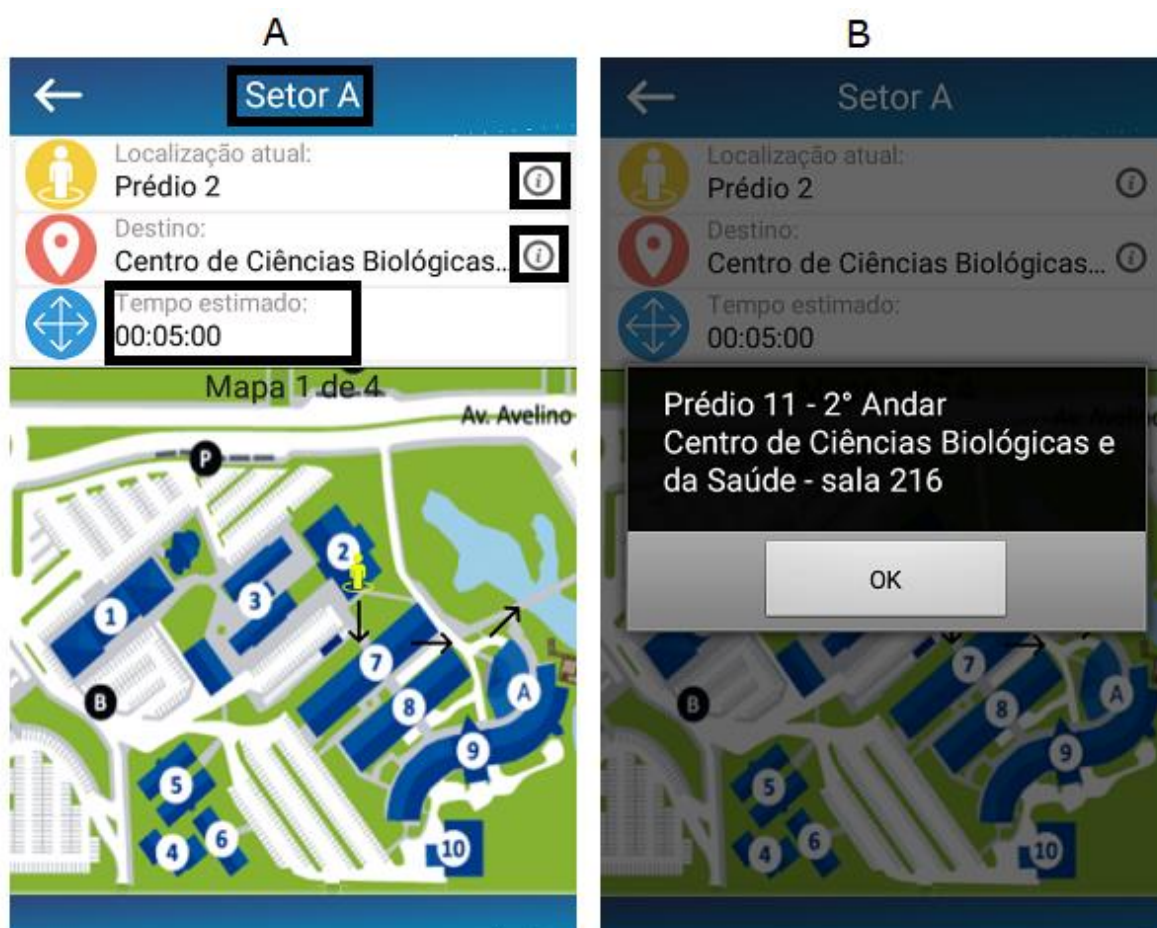 A
Setor A
Localização atual:
Prédio 2
Destino:
Centro de Ciências Biológicas...
Tempo estimado:
00:05:00
Mapa 1 de 4
Av. Avelino
P
2
1
3
7
A
B
8
9
5
4
6
10
B
Setor A
Localização atual:
Prédio 2
Destino:
Centro de Ciências Biológicas...
Tempo estimado:
00:05:00
Prédio 11 - 2° Andar
Centro de Ciências Biológicas e
da Saúde - sala 216
OK
7
A
B
8
9
5
4
6
10